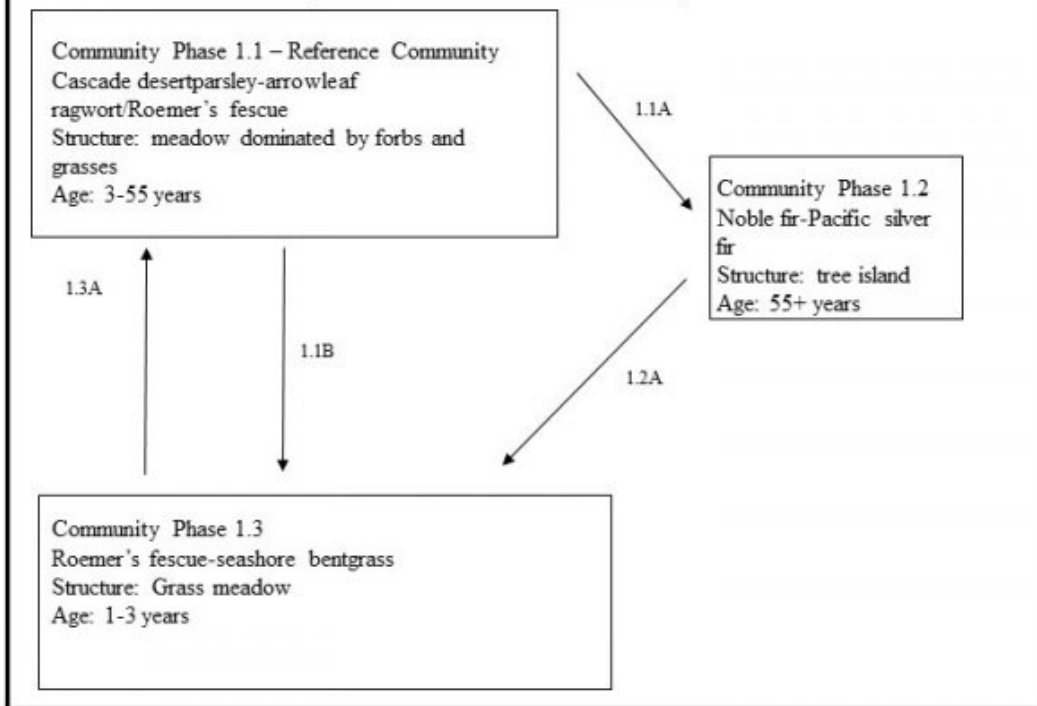 Community Phase 1.1 – Reference Community
Cascade desertparsley-arrowleaf
ragwort/Roemer's fescue
Structure: meadow dominated by forbs and
grasses
Age: 3-55 years
1.1A
Community Phase 1.2
Noble fir-Pacific silver
fir
Structure: tree island
Age: 55+ years
1.3A
1.1B
1.2A
Community Phase 1.3
Roemer's fescue-seashore bentgrass
Structure: Grass meadow
Age: 1-3 years